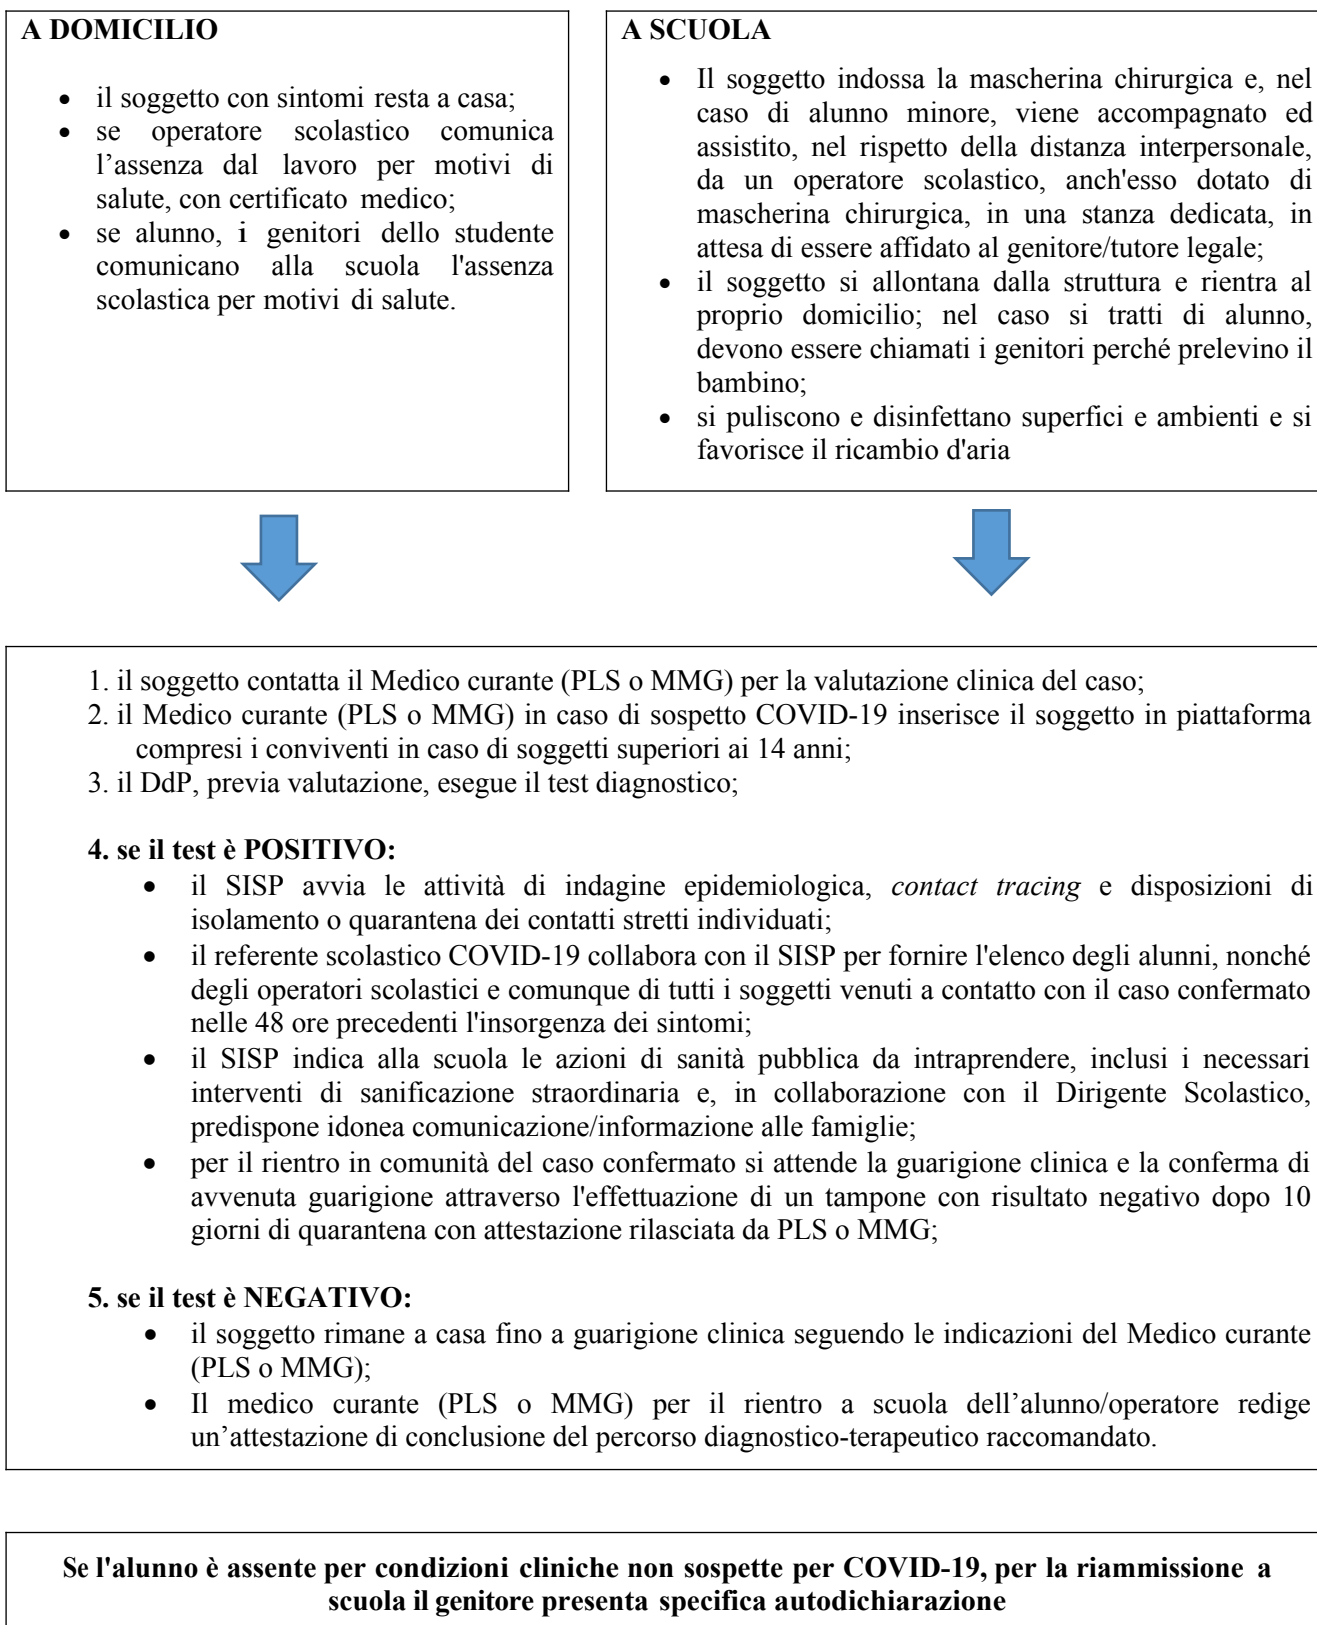 A DOMICILIO
• il soggetto con sintomi resta a casa;
• se operatore scolastico comunica
l’assenza dal lavoro per motivi di
salute, con certificato medico;
• se alunno, i genitori dello studente
comunicano alla scuola l'assenza
scolastica per motivi di salute.
A SCUOLA
• Il soggetto indossa la mascherina chirurgica e, nel
caso di alunno minore, viene accompagnato ed
assistito, nel rispetto della distanza interpersonale,
da un operatore scolastico, anch'esso dotato di
mascherina chirurgica, in una stanza dedicata, in
attesa di essere affidato al genitore/tutore legale;
• il soggetto si allontana dalla struttura e rientra al
proprio domicilio; nel caso si tratti di alunno,
devono essere chiamati i genitori perché prelevino il
bambino;
• si puliscono e disinfettano superfici e ambienti e si
favorisce il ricambio d'aria
1. il soggetto contatta il Medico curante (PLS o MMG) per la valutazione clinica del caso;
2. il Medico curante (PLS o MMG) in caso di sospetto COVID-19 inserisce il soggetto in piattaforma
compresi i conviventi in caso di soggetti superiori ai 14 anni;
3. il DdP, previa valutazione, esegue il test diagnostico;
4. se il test è POSITIVO:
• il SISP avvia le attività di indagine epidemiologica, contact tracing e disposizioni di
isolamento o quarantena dei contatti stretti individuati;
• il referente scolastico COVID-19 collabora con il SISP per fornire l'elenco degli alunni, nonché
degli operatori scolastici e comunque di tutti i soggetti venuti a contatto con il caso confermato
nelle 48 ore precedenti l'insorgenza dei sintomi;
• il SISP indica alla scuola le azioni di sanità pubblica da intraprendere, inclusi i necessari
interventi di sanificazione straordinaria e, in collaborazione con il Dirigente Scolastico,
predispone idonea comunicazione/informazione alle famiglie;
• per il rientro in comunità del caso confermato si attende la guarigione clinica e la conferma di
avvenuta guarigione attraverso l'effettuazione di un tampone con risultato negativo dopo 10
giorni di quarantena con attestazione rilasciata da PLS o MMG;
5. se il test è NEGATIVO:
• il soggetto rimane a casa fino a guarigione clinica seguendo le indicazioni del Medico curante
(PLS o MMG);
• Il medico curante (PLS o MMG) per il rientro a scuola dell’alunno/operatore redige
un’attestazione di conclusione del percorso diagnostico-terapeutico raccomandato.
Se l'alunno è assente per condizioni cliniche non sospette per COVID-19, per la riammissione a
scuola il genitore presenta specifica autodichiarazione